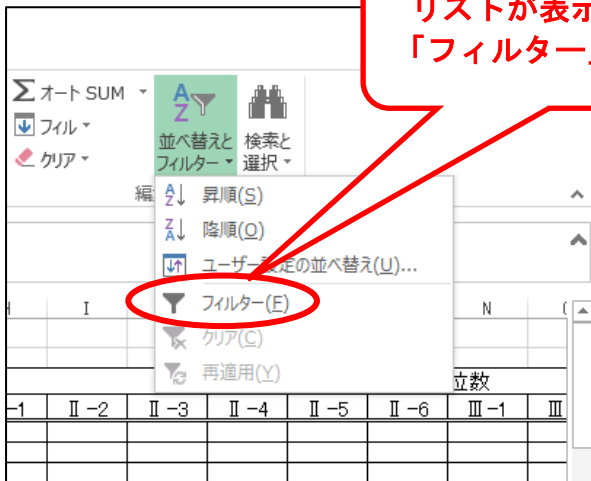 リストが表示
「フィルター」
Σ オート SUM
フィル
クリア
並べ替えと
フィルター
検索と
選択
編
昇順(S)
降順(O)
ユーザー設定の並べ替え(U)...
フィルター(F)
クリア(C)
再適用(Y)
I
N
位数
-1
Ⅱ-2
Ⅱ-3
Ⅱ-4
Ⅱ-5
Ⅱ-6
Ⅲ-1
Ⅲ